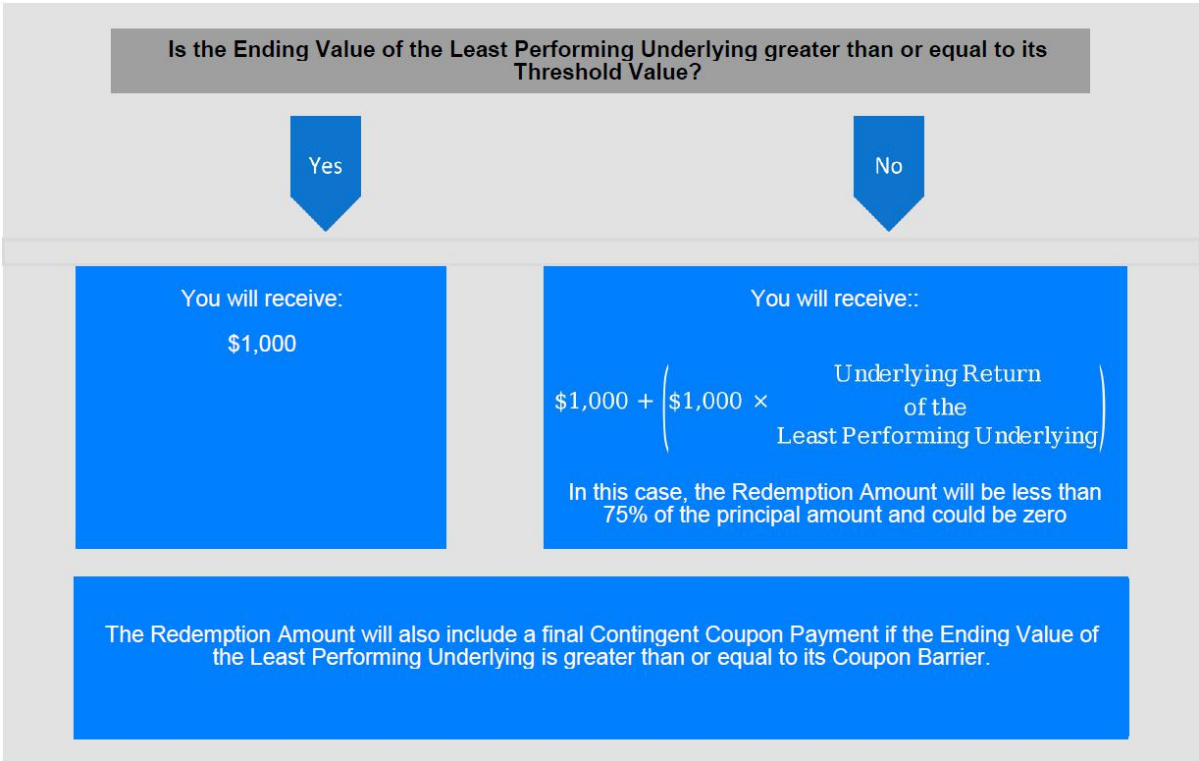 Is the Ending Value of the Least Performing Underlying greater than or equal to its
Threshold Value?
Yes
No
You will receive:
$1,000
You will receive::
$1,000 + ($1,000 × Underlying Return
of the
Least Performing Underlying)
In this case, the Redemption Amount will be less than
75% of the principal amount and could be zero
The Redemption Amount will also include a final Contingent Coupon Payment if the Ending Value of
the Least Performing Underlying is greater than or equal to its Coupon Barrier.